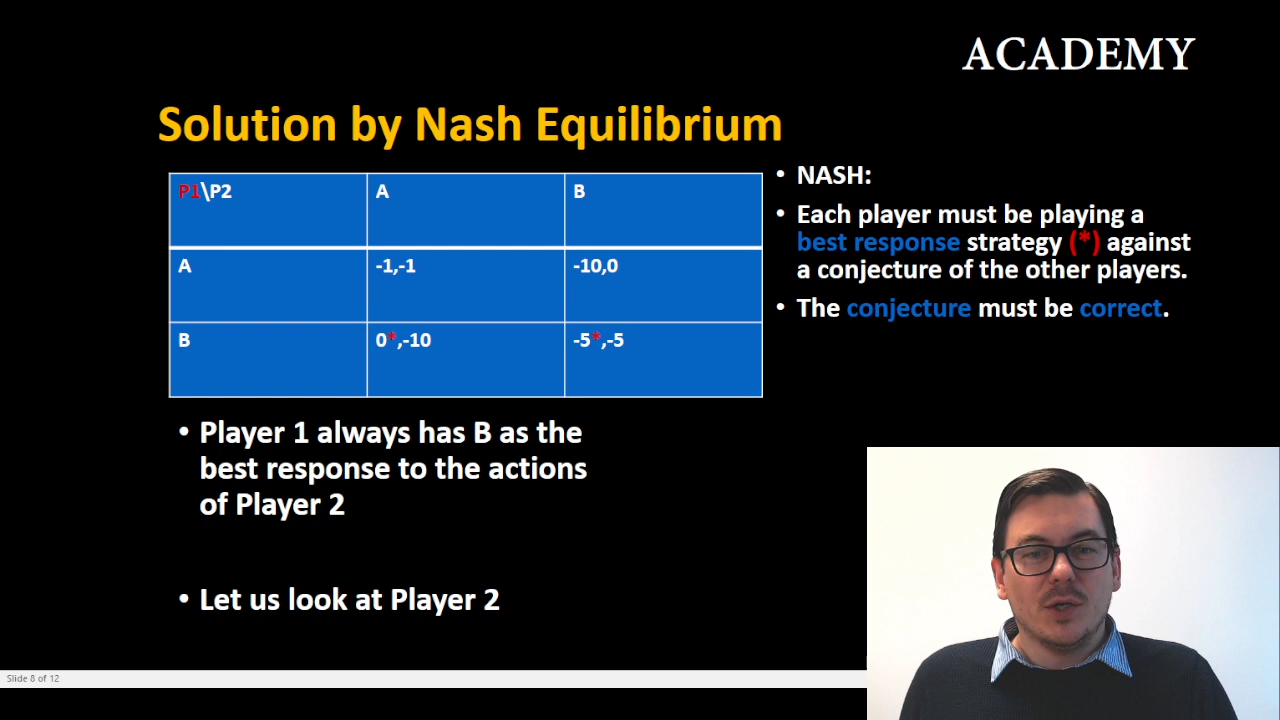 ACADEMY
Solution by Nash Equilibrium
P1\P2 A B
A -1,-1 -10,0
B 0*,-10 -5*,-5
• NASH:
• Each player must be playing a
best response strategy (*) against
a conjecture of the other players.
• The conjecture must be correct.
• Player 1 always has B as the
best response to the actions
of Player 2
• Let us look at Player 2
Slide 8 of 12